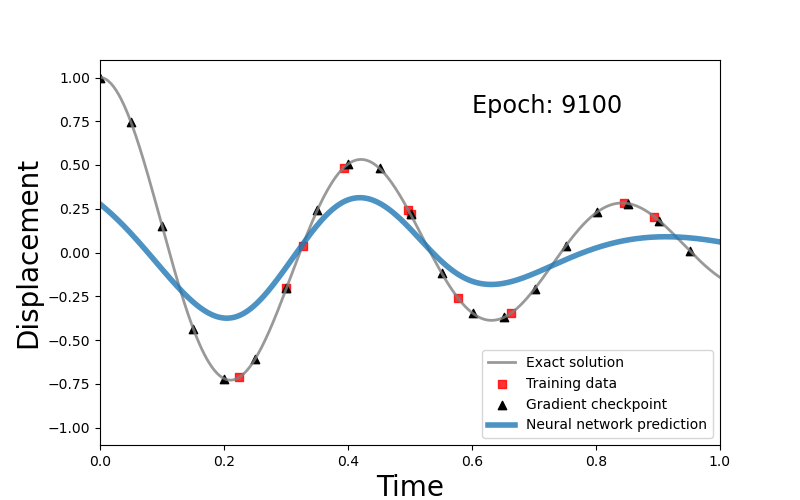 Epoch: 9100
Displacement
1.00
0.75
0.50
0.25
0.00
−0.25
−0.50
−0.75
−1.00
Exact solution
Training data
Gradient checkpoint
Neural network prediction
0.0 0.2 0.4 0.6 0.8 1.0
Time